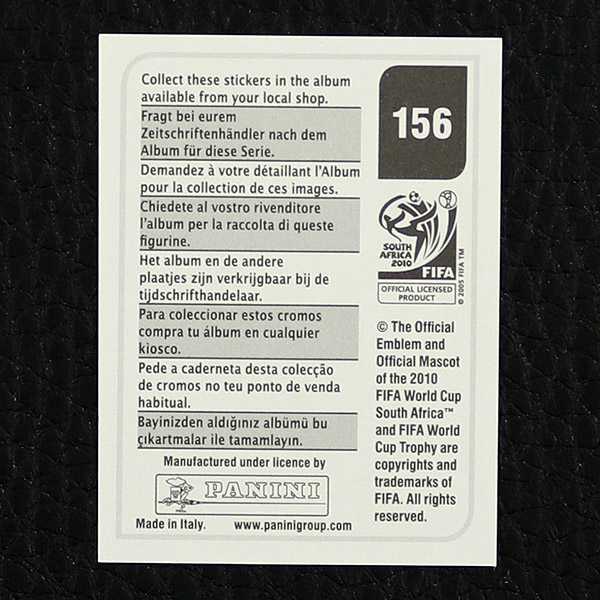 Collect these stickers in the album
available from your local shop.
Fragt bei eurem
Zeitschriftenhändler nach dem
Album für diese Serie.
Demandez à votre détaillant l'Album
pour la collection de ces images.
Chiedete al vostro rivenditore
l'album per la raccolta di queste
figurine.
Het album en de andere
plaatjes zijn verkrijgbaar bij de
tijdschrifthandelaar.
Para coleccionar estos cromos
compra tu álbum en cualquier
kiosco.
Pede a caderneta desta colecção
de cromos no teu ponto de venda
habitual.
Bayinizden aldığınız albümü bu
çıkartmalar ile tamamlayın.
Manufactured under licence by
PANINI
Made in Italy. www.paninigroup.com
156
SOUTH
AFRICA
2010
FIFA
OFFICIAL LICENSED
PRODUCT
© 2005 FIFA TM
© The Official
Emblem and
Official Mascot
of the 2010
FIFA World Cup
South Africa™
and FIFA World
Cup Trophy are
copyrights and
trademarks of
FIFA. All rights
reserved.